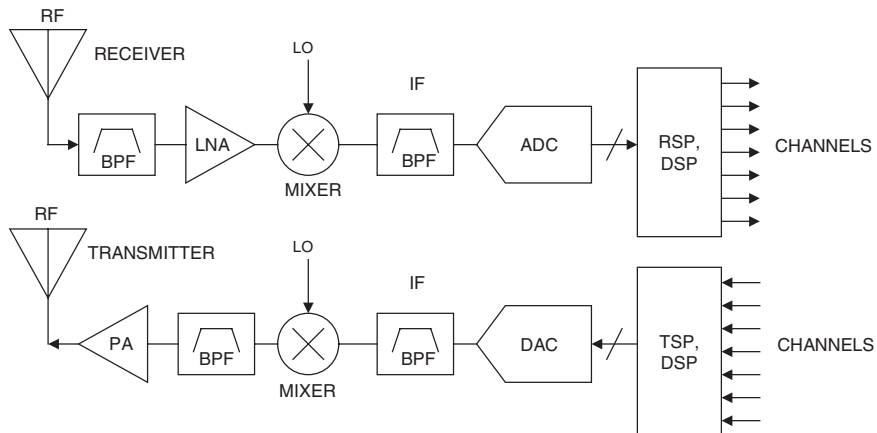 RF
RECEIVER
LO
IF
BPF
LNA
MIXER
BPF
ADC
RSP,
DSP
CHANNELS
RF
TRANSMITTER
LO
IF
PA
BPF
MIXER
BPF
DAC
TSP,
DSP
CHANNELS